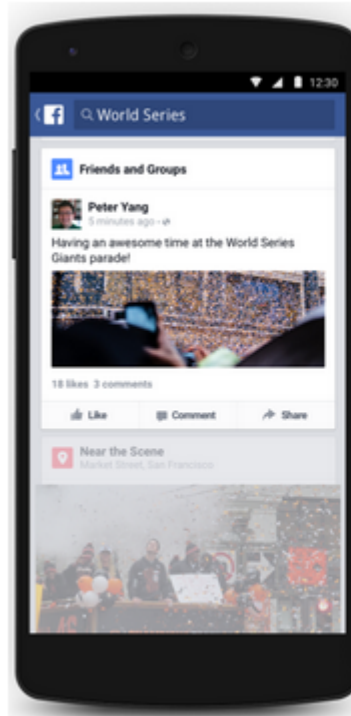 12:30
World Series
Friends and Groups
Peter Yang
5 minutes ago
Having an awesome time at the World Series
Giants parade!
18 likes 3 comments
Like Comment Share
Near the Scene
Market Street, San Francisco